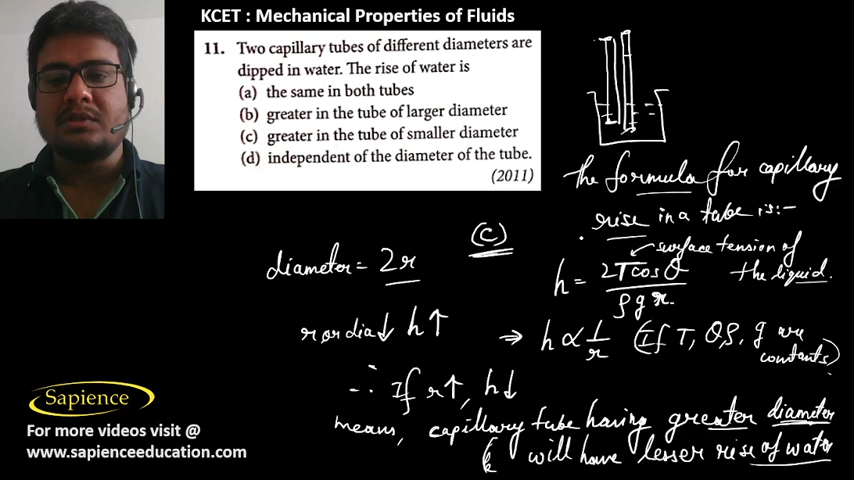 KCET : Mechanical Properties of Fluids
11. Two capillary tubes of different diameters are
dipped in water. The rise of water is
(a) the same in both tubes
(b) greater in the tube of larger diameter
(c) greater in the tube of smaller diameter
(d) independent of the diameter of the tube.
(2011)
the formula for capillary
rise in a tube is:-
surface tension of
the liquid.
h = 2Tcosθ / ρgr.
⇒ h ∝ 1/r (If T, θ, ρ, g are
constants)
(c)
diameter = 2r
r or dia↓ h↑
∴ If r↑, h↓
means, capillary tube having greater diameter
will have lesser rise of water
Sapience
For more videos visit @
www.sapienceeducation.com